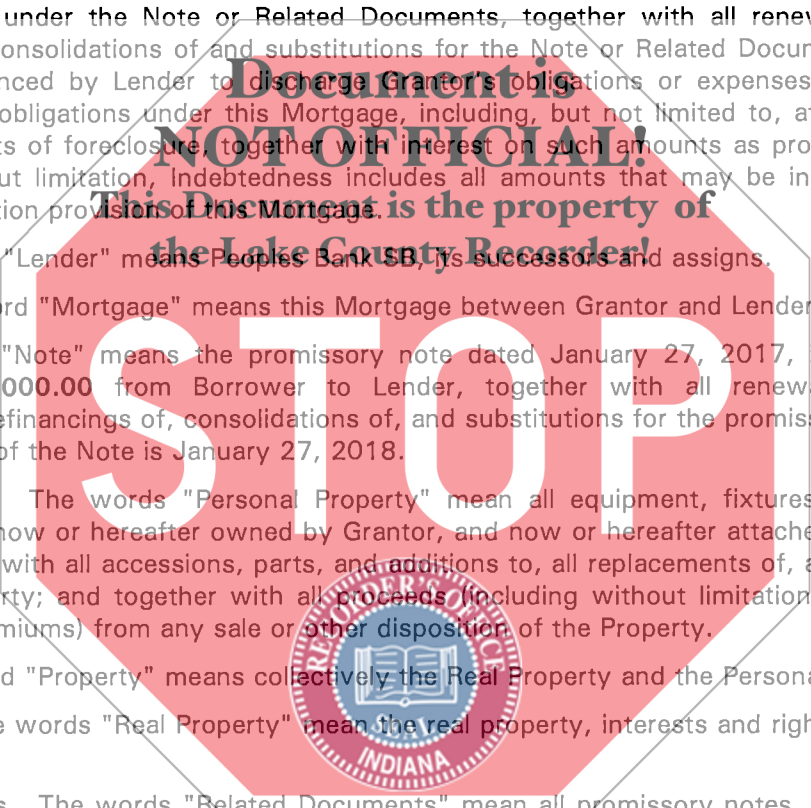 under the Note or Related Documents, together with all renew
onsolidations of and substitutions for the Note or Related Docum
nced by Lender to discharge Grantor's obligations or expenses
obligations under this Mortgage, including, but not limited to, at
ts of foreclosure, together with interest on such amounts as pro
ut limitation, Indebtedness includes all amounts that may be in
tion provision of this Mortgage.
"Lender" means Peoples Bank SB, its successors and assigns.
rd "Mortgage" means this Mortgage between Grantor and Lender
"Note" means the promissory note dated January 27, 2017,
000.00 from Borrower to Lender, together with all renewa
efinancings of, consolidations of, and substitutions for the promiss
of the Note is January 27, 2018.
The words "Personal Property" mean all equipment, fixtures
now or hereafter owned by Grantor, and now or hereafter attache
with all accessions, parts, and additions to, all replacements of, a
rty; and together with all proceeds (including without limitation
miums) from any sale or other disposition of the Property.
d "Property" means collectively the Real Property and the Persona
e words "Real Property" mean the real property, interests and righ
s. The words "Related Documents" mean all promissory notes
Document is
NOT OFFICIAL!
This Document is the property of
the Lake County Recorder!
STOP
RECORDER'S OFFICE
SEAL
INDIANA